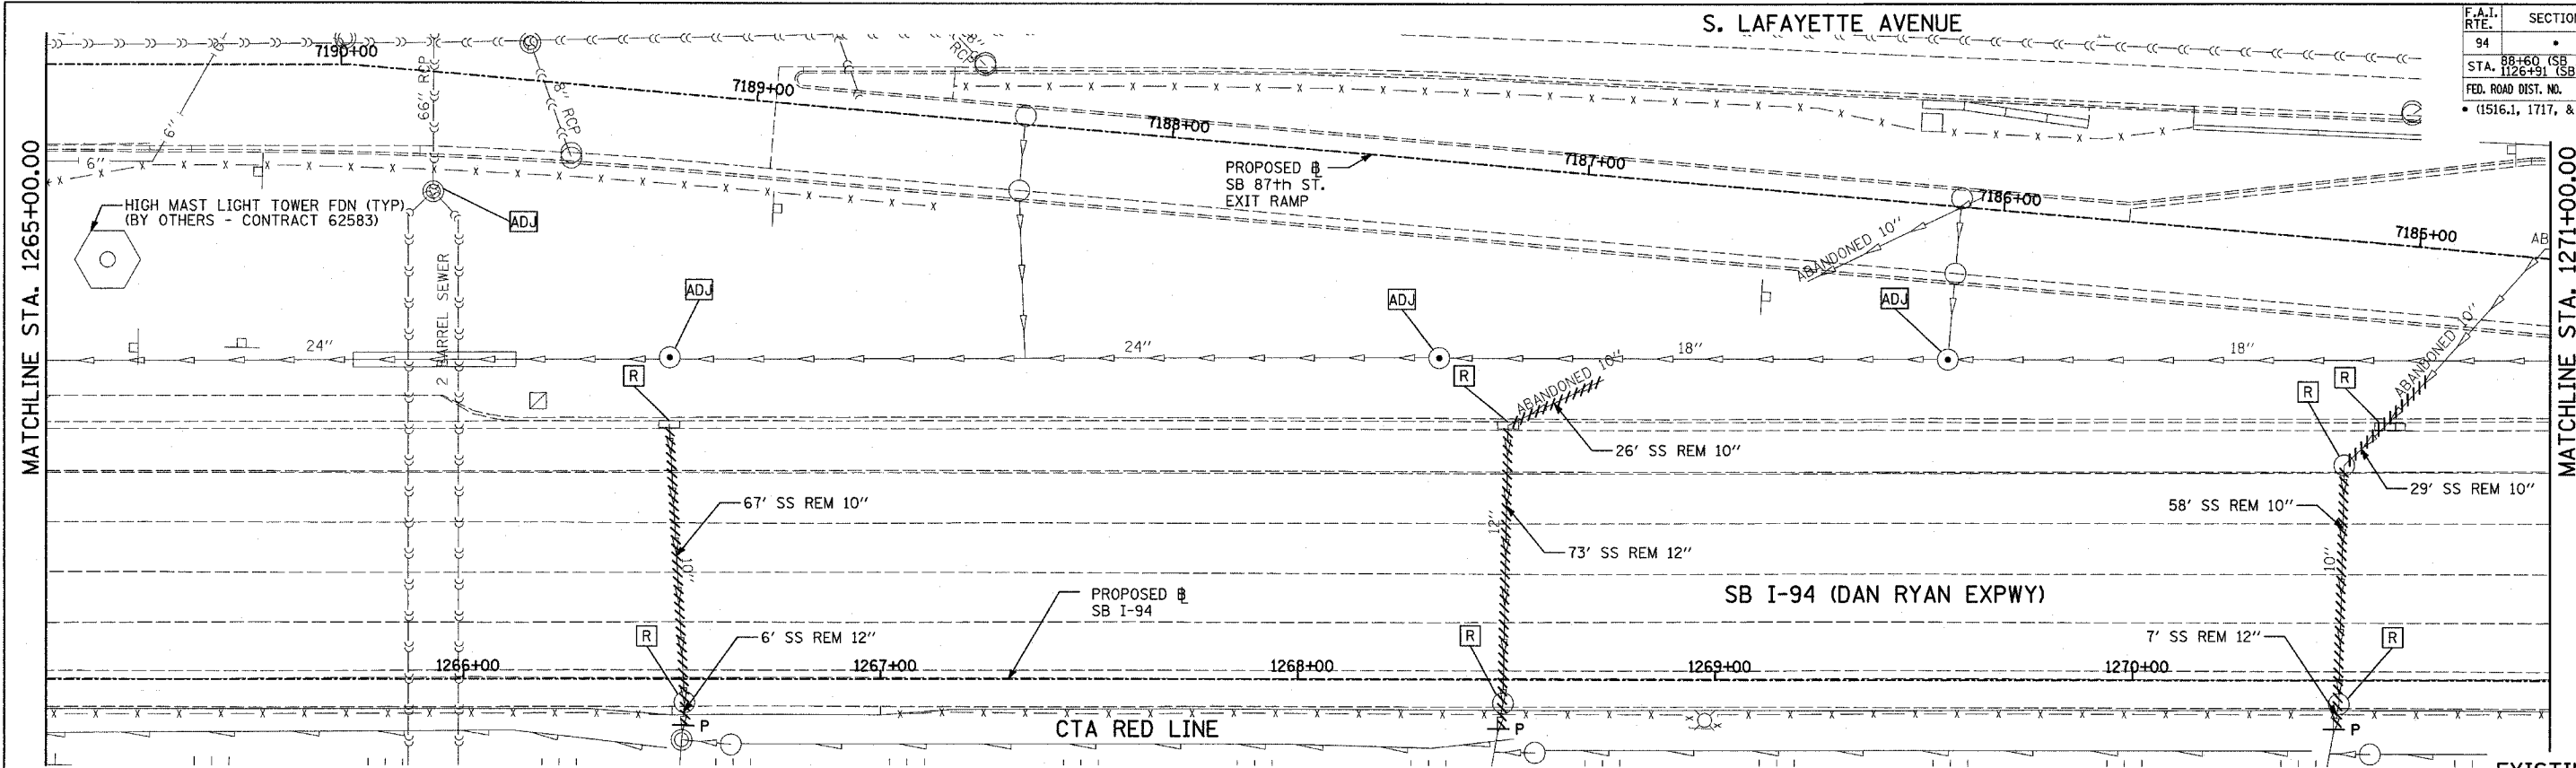 S. LAFAYETTE AVENUE
F.A.I. RTE.
SECTION
94
•
STA. 88+60 (SB
1126+91 (SB
FED. ROAD DIST. NO.
• (1516.1, 1717, &
MATCHLINE STA. 1265+00.00
MATCHLINE STA. 1271+00.00
7190+00
7189+00
7188+00
7187+00
7186+00
7185+00
66" RCP
8" RCP
8" RCP
6"
6"
HIGH MAST LIGHT TOWER FDN (TYP)
(BY OTHERS - CONTRACT 62583)
ADJ
PROPOSED B
SB 87th ST.
EXIT RAMP
ABANDONED 10"
AB
2 BARREL SEWER
ADJ
ADJ
ADJ
24"
24"
18"
18"
R
R
R
R
ABANDONED 10"
ABANDONED 10"
26' SS REM 10"
29' SS REM 10"
67' SS REM 10"
58' SS REM 10"
12"
73' SS REM 12"
10"
10"
PROPOSED B
SB I-94
SB I-94 (DAN RYAN EXPWY)
R
6' SS REM 12"
R
7' SS REM 12"
R
1266+00
1267+00
1268+00
1269+00
1270+00
P
CTA RED LINE
P
P